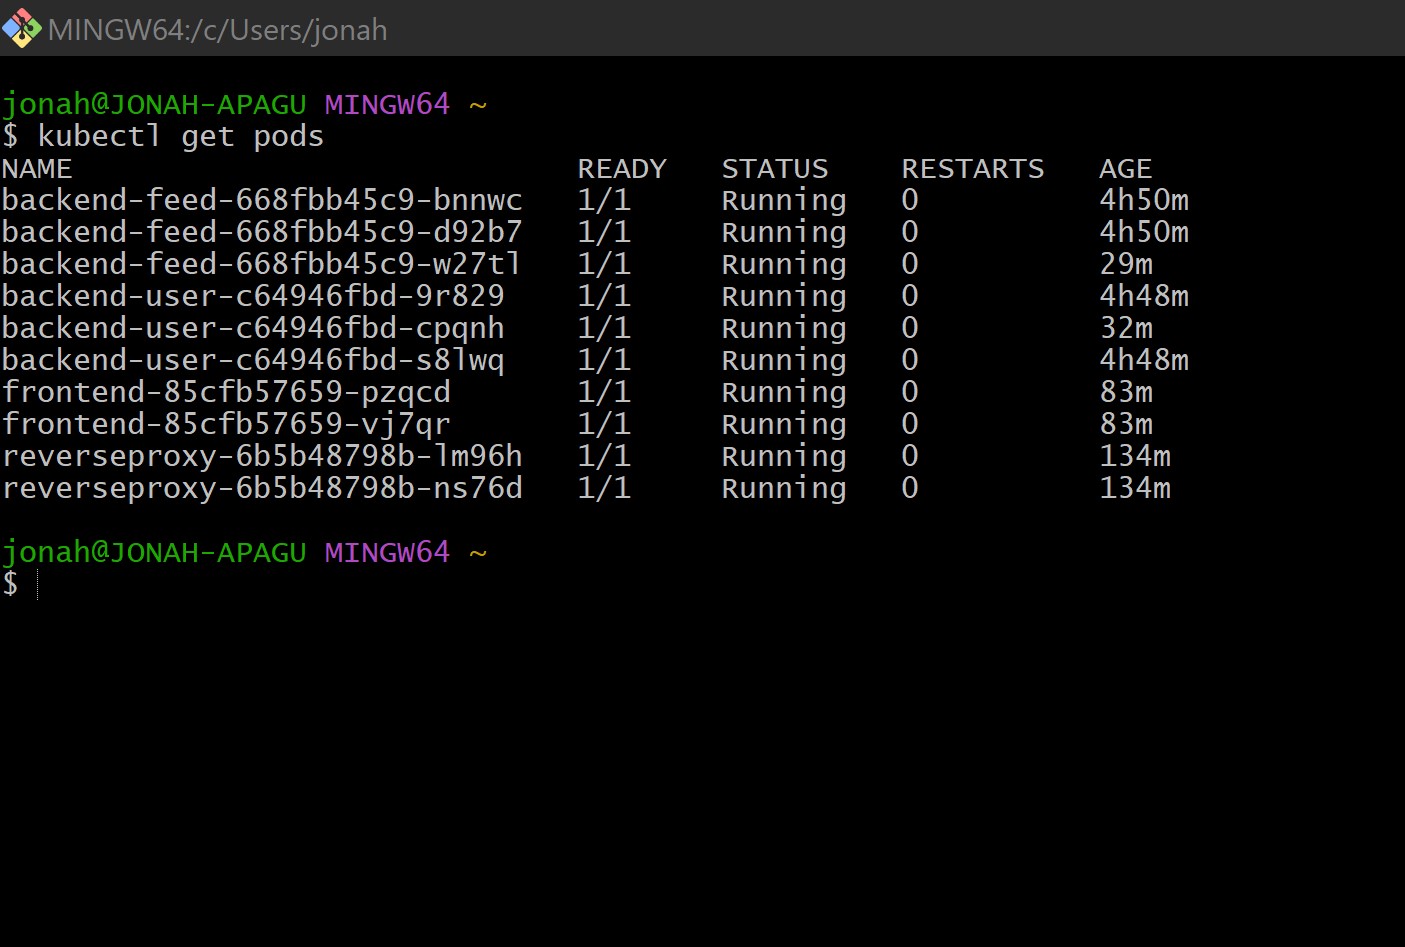 MINGW64:/c/Users/jonah
jonah@JONAH-APAGU MINGW64 ~
$ kubectl get pods
NAME                            READY   STATUS    RESTARTS   AGE
backend-feed-668fbb45c9-bnnwc   1/1     Running   0          4h50m
backend-feed-668fbb45c9-d92b7   1/1     Running   0          4h50m
backend-feed-668fbb45c9-w27tl   1/1     Running   0          29m
backend-user-c64946fbd-9r829    1/1     Running   0          4h48m
backend-user-c64946fbd-cpqnh    1/1     Running   0          32m
backend-user-c64946fbd-s8lwq    1/1     Running   0          4h48m
frontend-85cfb57659-pzqcd       1/1     Running   0          83m
frontend-85cfb57659-vj7qr       1/1     Running   0          83m
reverseproxy-6b5b48798b-lm96h   1/1     Running   0          134m
reverseproxy-6b5b48798b-ns76d   1/1     Running   0          134m
jonah@JONAH-APAGU MINGW64 ~
$